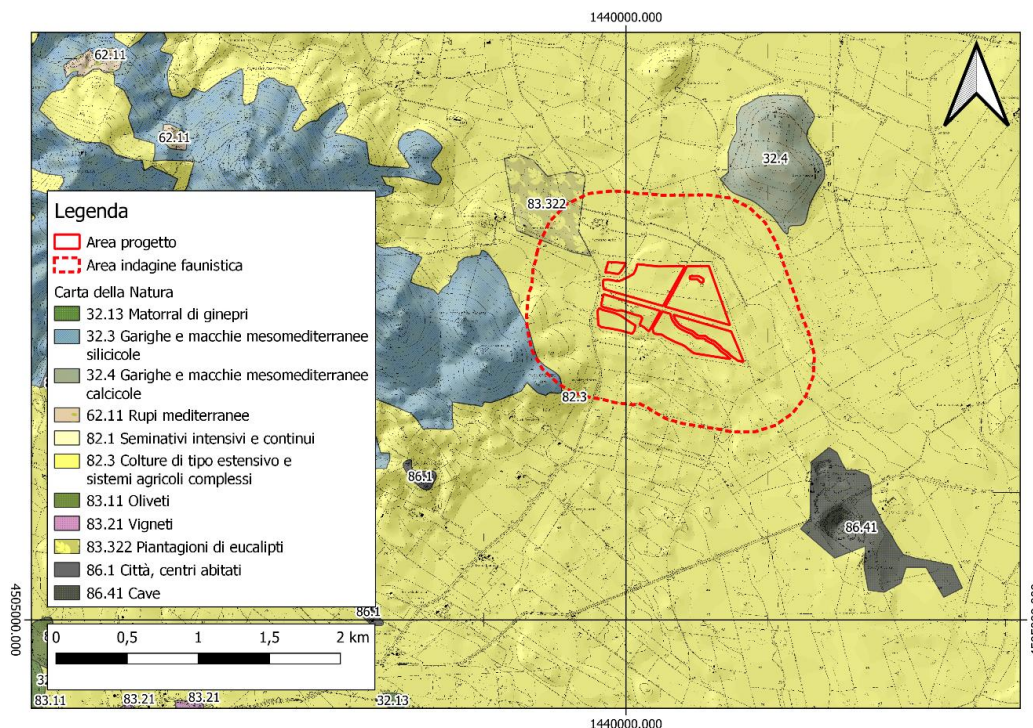 1440000.000
62.11
62.11
32.4
83.322
Legenda
Area progetto
Area indagine faunistica
Carta della Natura
32.13 Matorral di ginepri
32.3 Garighe e macchie mesomediterranee
silicicole
32.4 Garighe e macchie mesomediterranee
calcicole
62.11 Rupi mediterranee
82.1 Seminativi intensivi e continui
82.3 Colture di tipo estensivo e
sistemi agricoli complessi
83.11 Oliveti
83.21 Vigneti
83.322 Piantagioni di eucalipti
86.1 Città, centri abitati
86.41 Cave
82.3
86.1
86.41
4505000.000
86.1
0 0,5 1 1,5 2 km
83.11
83.21
83.21
32.13
1440000.000